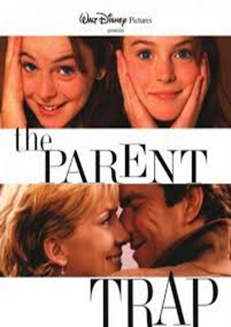 Walt Disney Pictures
presents
the
PARENT
TRAP